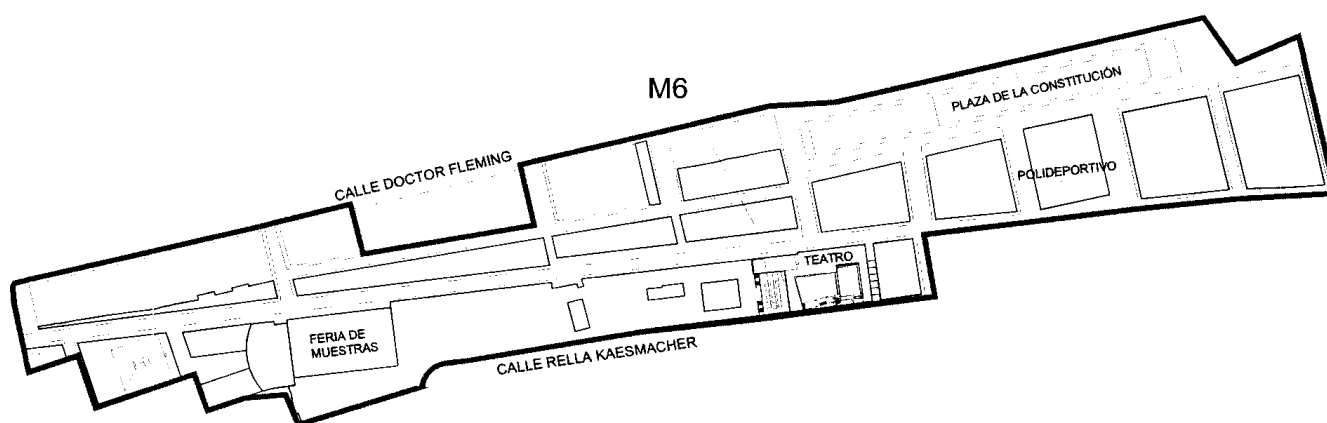 M6
PLAZA DE LA CONSTITUCIÓN
CALLE DOCTOR FLEMING
POLIDEPORTIVO
TEATRO
FERIA DE
MUESTRAS
CALLE RELLA KAESMACHER